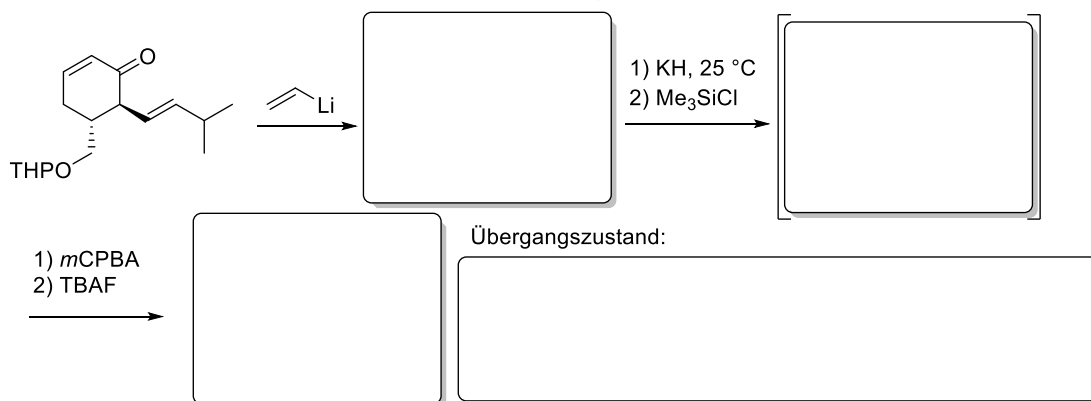 O
Li
THPO
1) KH, 25 °C
2) Me₃SiCl
1) mCPBA
2) TBAF
Übergangszustand: